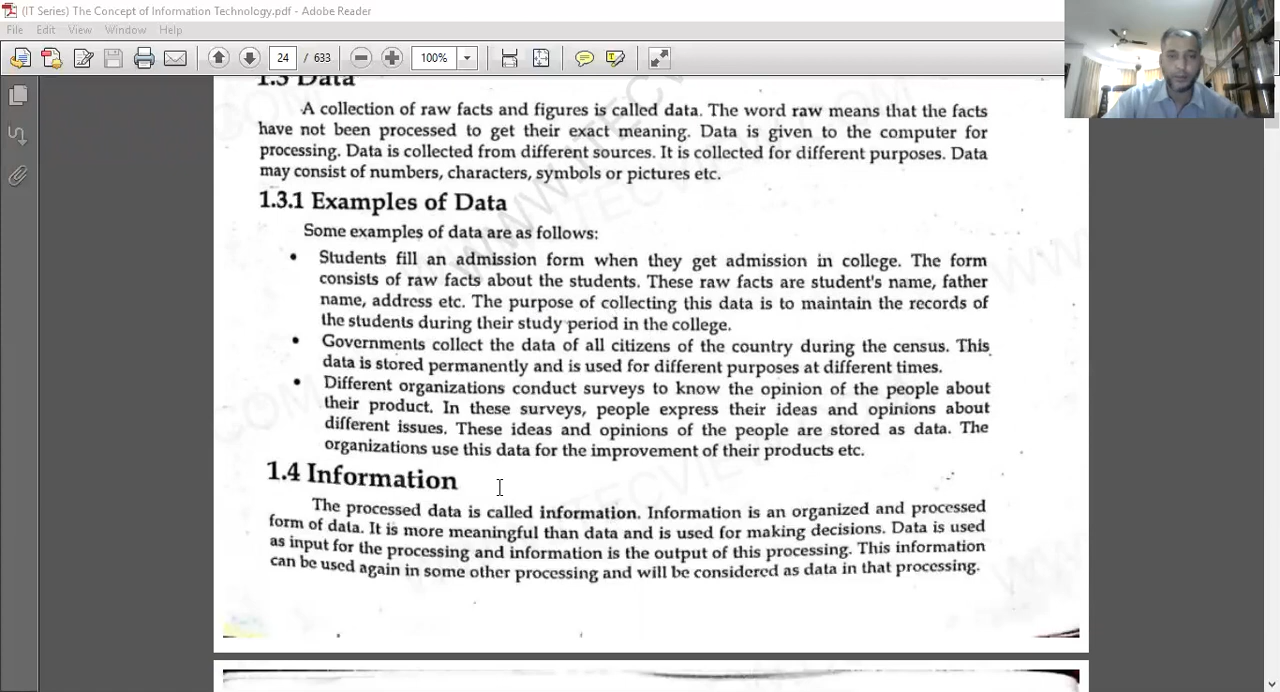 (IT Series) The Concept of Information Technology.pdf - Adobe Reader
File Edit View Window Help
24 / 633 100%
1.3 Data
A collection of raw facts and figures is called data. The word raw means that the facts
have not been processed to get their exact meaning. Data is given to the computer for
processing. Data is collected from different sources. It is collected for different purposes. Data
may consist of numbers, characters, symbols or pictures etc.
1.3.1 Examples of Data
Some examples of data are as follows:
• Students fill an admission form when they get admission in college. The form
consists of raw facts about the students. These raw facts are student's name, father
name, address etc. The purpose of collecting this data is to maintain the records of
the students during their study period in the college.
• Governments collect the data of all citizens of the country during the census. This
data is stored permanently and is used for different purposes at different times.
• Different organizations conduct surveys to know the opinion of the people about
their product. In these surveys, people express their ideas and opinions about
different issues. These ideas and opinions of the people are stored as data. The
organizations use this data for the improvement of their products etc.
1.4 Information
The processed data is called information. Information is an organized and processed
form of data. It is more meaningful than data and is used for making decisions. Data is used
as input for the processing and information is the output of this processing. This information
can be used again in some other processing and will be considered as data in that processing.